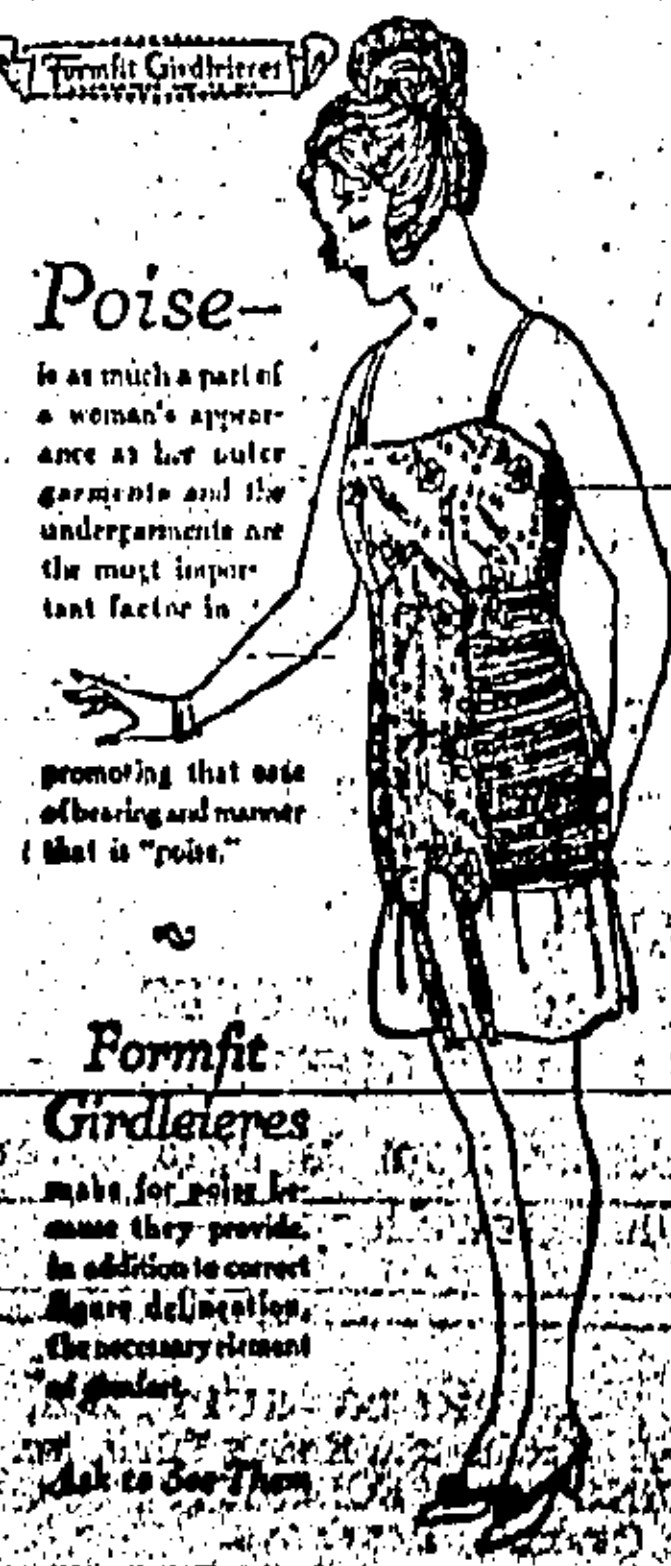 Formfit Girdleieres
Poise—
is as much a part of
a woman's appear-
ance as her outer
garments and the
undergarments are
the most impor-
tant factor in
promoting that ease
of bearing and manner
that is "poise."
Formfit
Girdleieres
make for poise be-
cause they provide,
in addition to correct
figure delineation,
the necessary element
of comfort.
Ask to See Them